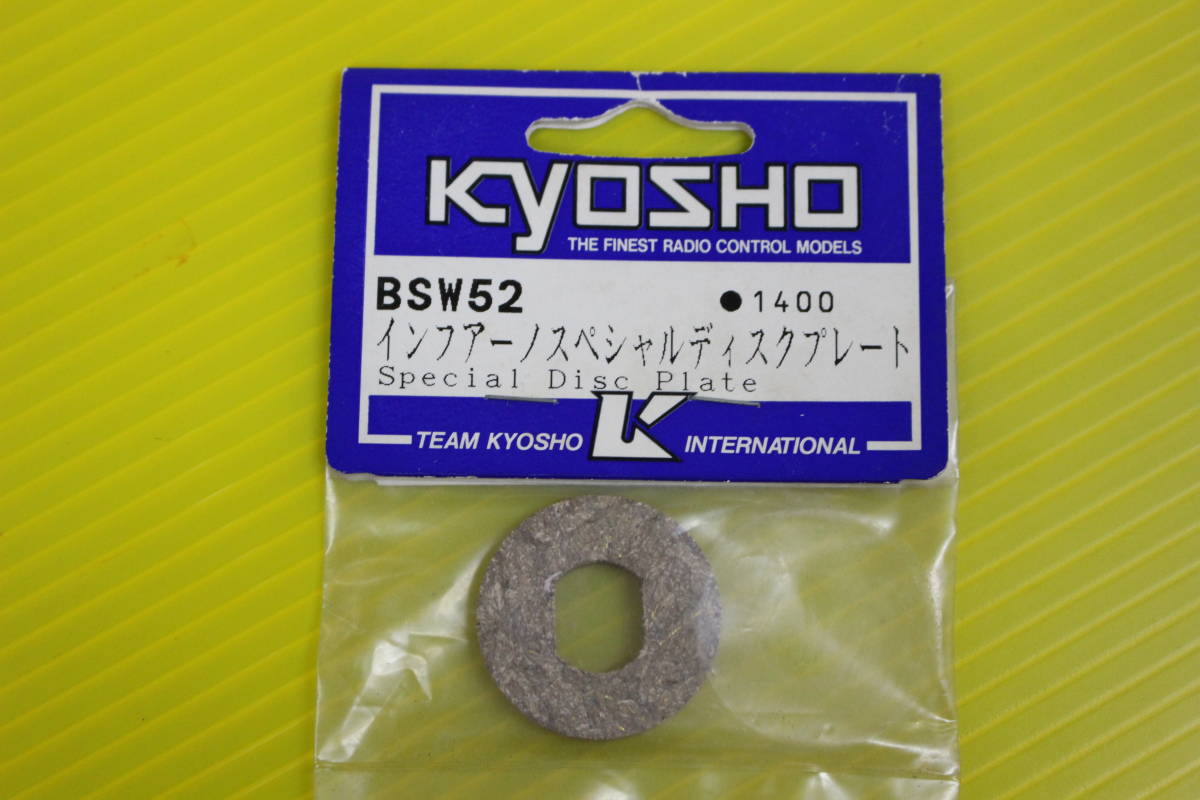 KYOSHO
THE FINEST RADIO CONTROL MODELS
BSW52 ●1400
インフアーノスペシャルディスクプレート
Special Disc Plate
TEAM KYOSHO K INTERNATIONAL